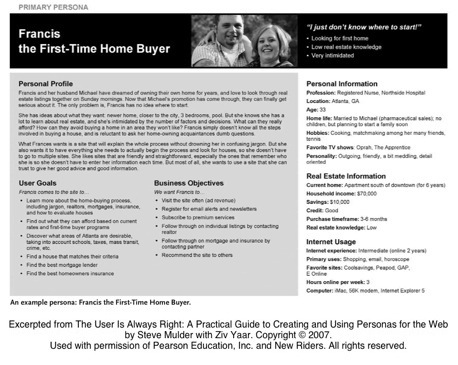 PRIMARY PERSONA
Francis
the First-Time Home Buyer
“I just don’t know where to start!”
• Looking for first home
• Low real estate knowledge
• Very intimidated
Personal Profile
Francis and her husband Michael have dreamed of owning their own home for years, and love to look through real
estate listings together on Sunday mornings. Now that Michael's promotion has come through, they can finally get
serious about it. The only problem is, Francis has no idea where to start.
She has ideas about what they want: newer home, closer to the city, 3 bedrooms, pool. But she knows she has a
lot to learn about real estate, and she's intimidated by the number of factors and decisions. What can they really
afford? How can they avoid buying a home in an area they won't like? Francis simply doesn't know all the steps
involved in buying a house, and is reluctant to ask her home-owning acquaintances dumb questions.
What Francis wants is a site that will explain the whole process without drowning her in confusing jargon. But she
also wants it to have everything she needs to actually begin the process and look for houses, so she doesn't have
to go to multiple sites. She likes sites that are friendly and straightforward, especially the ones that remember who
she is so she doesn't have to enter her information each time. But most of all, she wants to use a site that she can
trust to give her good advice and good information.
User Goals
Francis comes to the site to…
• Learn more about the home-buying process,
including jargon, realtors, mortgages, insurance,
and how to evaluate houses
• Find out what they can afford based on current
rates and first-time buyer programs
• Discover what areas of Atlanta are desirable,
taking into account schools, taxes, mass transit,
crime, etc.
• Find a house that matches their criteria
• Find the best mortgage lender
• Find the best homeowners insurance
Business Objectives
We want Francis to…
• Visit the site often (ad revenue)
• Register for email alerts and newsletters
• Subscribe to premium services
• Follow through on individual listings by contacting
realtor
• Follow through on mortgage and insurance by
contacting partner
• Recommend the site to others
Personal Information
Profession: Registered Nurse, Northside Hospital
Location: Atlanta, GA
Age: 33
Home life: Married to Michael (pharmaceutical sales); no
children, but planning to start a family soon
Hobbies: Cooking, matchmaking among her many friends,
tennis
Favorite TV shows: Oprah, The Apprentice
Personality: Outgoing, friendly, a bit meddling, detail
oriented
Real Estate Information
Current home: Apartment south of downtown (for 6 years)
Household income: $70,000
Savings: $10,000
Credit: Good
Purchase timeframe: 3-6 months
Real estate knowledge: Low
Internet Usage
Internet experience: Intermediate (online 2 years)
Primary uses: Shopping, email, horoscope
Favorite sites: Coolsavings, Peapod, GAP,
E Online
Hours online per week: 3
Computer: iMac, 56K modem, Internet Explorer 5
An example persona: Francis the First-Time Home Buyer.
Excerpted from The User Is Always Right: A Practical Guide to Creating and Using Personas for the Web
by Steve Mulder with Ziv Yaar. Copyright © 2007.
Used with permission of Pearson Education, Inc. and New Riders. All rights reserved.